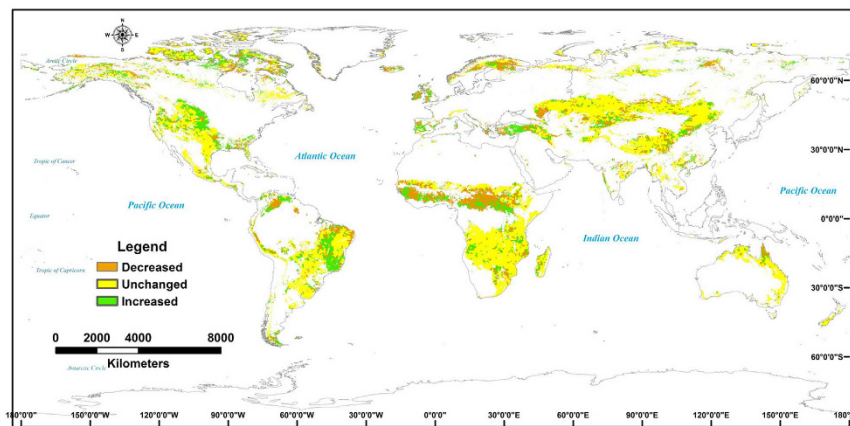 N
W E
S
Arctic Circle
60°0'0"N
Atlantic Ocean
30°0'0"N
Tropic of Cancer
Pacific Ocean
Pacific Ocean
Equator
0°0'0"
Indian Ocean
Legend
Decreased
Tropic of Capricorn
Unchanged
30°0'0"S
Increased
0 2000 4000 8000
Kilometers
60°0'0"S
Antarctic Circle
180°0'0"
150°0'0"W
120°0'0"W
90°0'0"W
60°0'0"W
30°0'0"W
0°0'0"
30°0'0"E
60°0'0"E
90°0'0"E
120°0'0"E
150°0'0"E